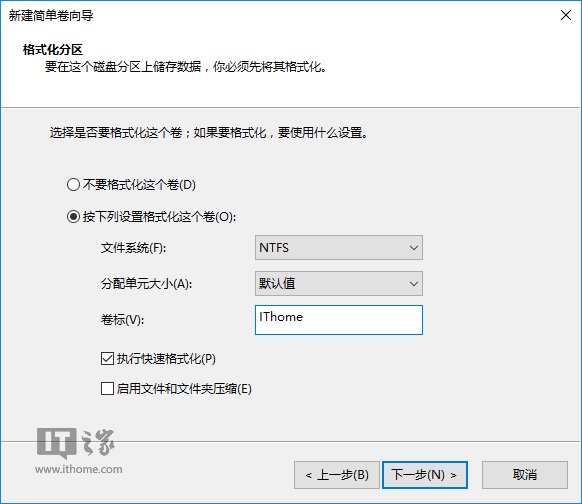 新建简单卷向导
格式化分区
要在这个磁盘分区上储存数据，你必须先将其格式化。
选择是否要格式化这个卷；如果要格式化，要使用什么设置。
不要格式化这个卷(D)
按下列设置格式化这个卷(O):
文件系统(F): NTFS
分配单元大小(A): 默认值
卷标(V): IThome
执行快速格式化(P)
启用文件和文件夹压缩(E)
IT之家
www.ithome.com
< 上一步(B) 下一步(N) > 取消